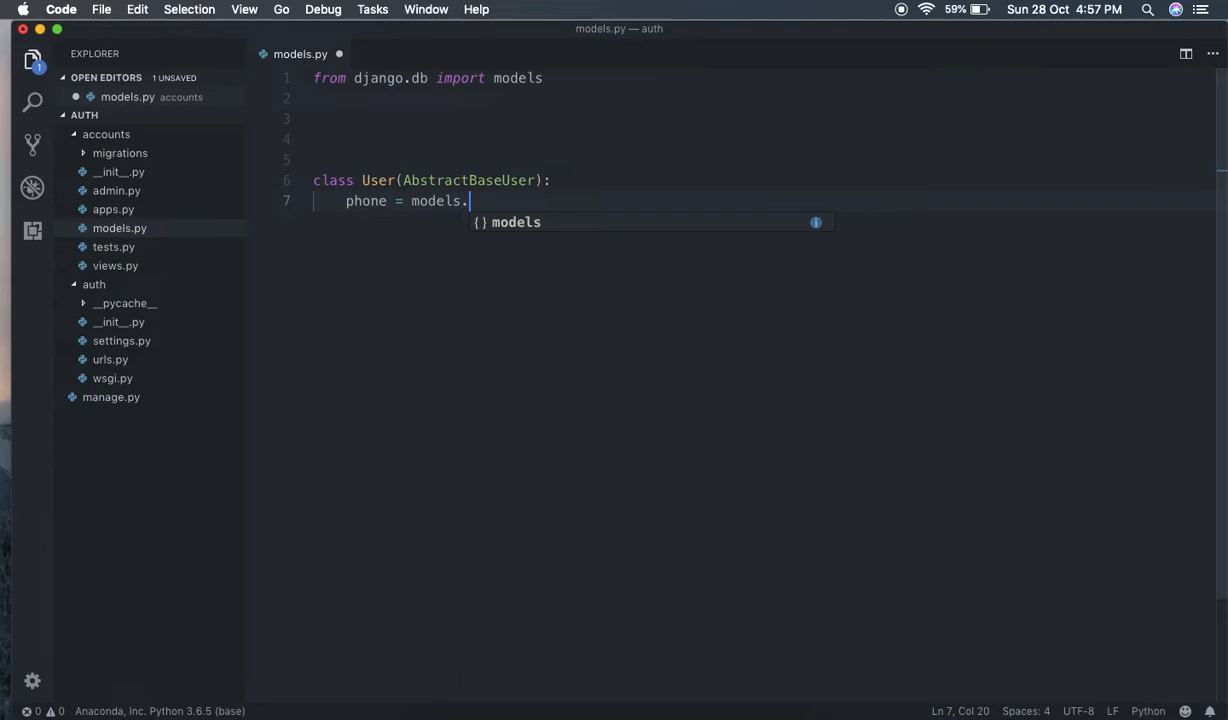 Code File Edit Selection View Go Debug Tasks Window Help 59% Sun 28 Oct 4:57 PM
models.py — auth
EXPLORER
models.py
OPEN EDITORS 1 UNSAVED
models.py accounts
AUTH
accounts
migrations
__init__.py
admin.py
apps.py
models.py
tests.py
views.py
auth
__pycache__
__init__.py
settings.py
urls.py
wsgi.py
manage.py
1
1 from django.db import models
2
3
4
5
6 class User(AbstractBaseUser):
7 phone = models.
{} models
0 0 Anaconda, Inc. Python 3.6.5 (base) Ln 7, Col 20 Spaces: 4 UTF-8 LF Python